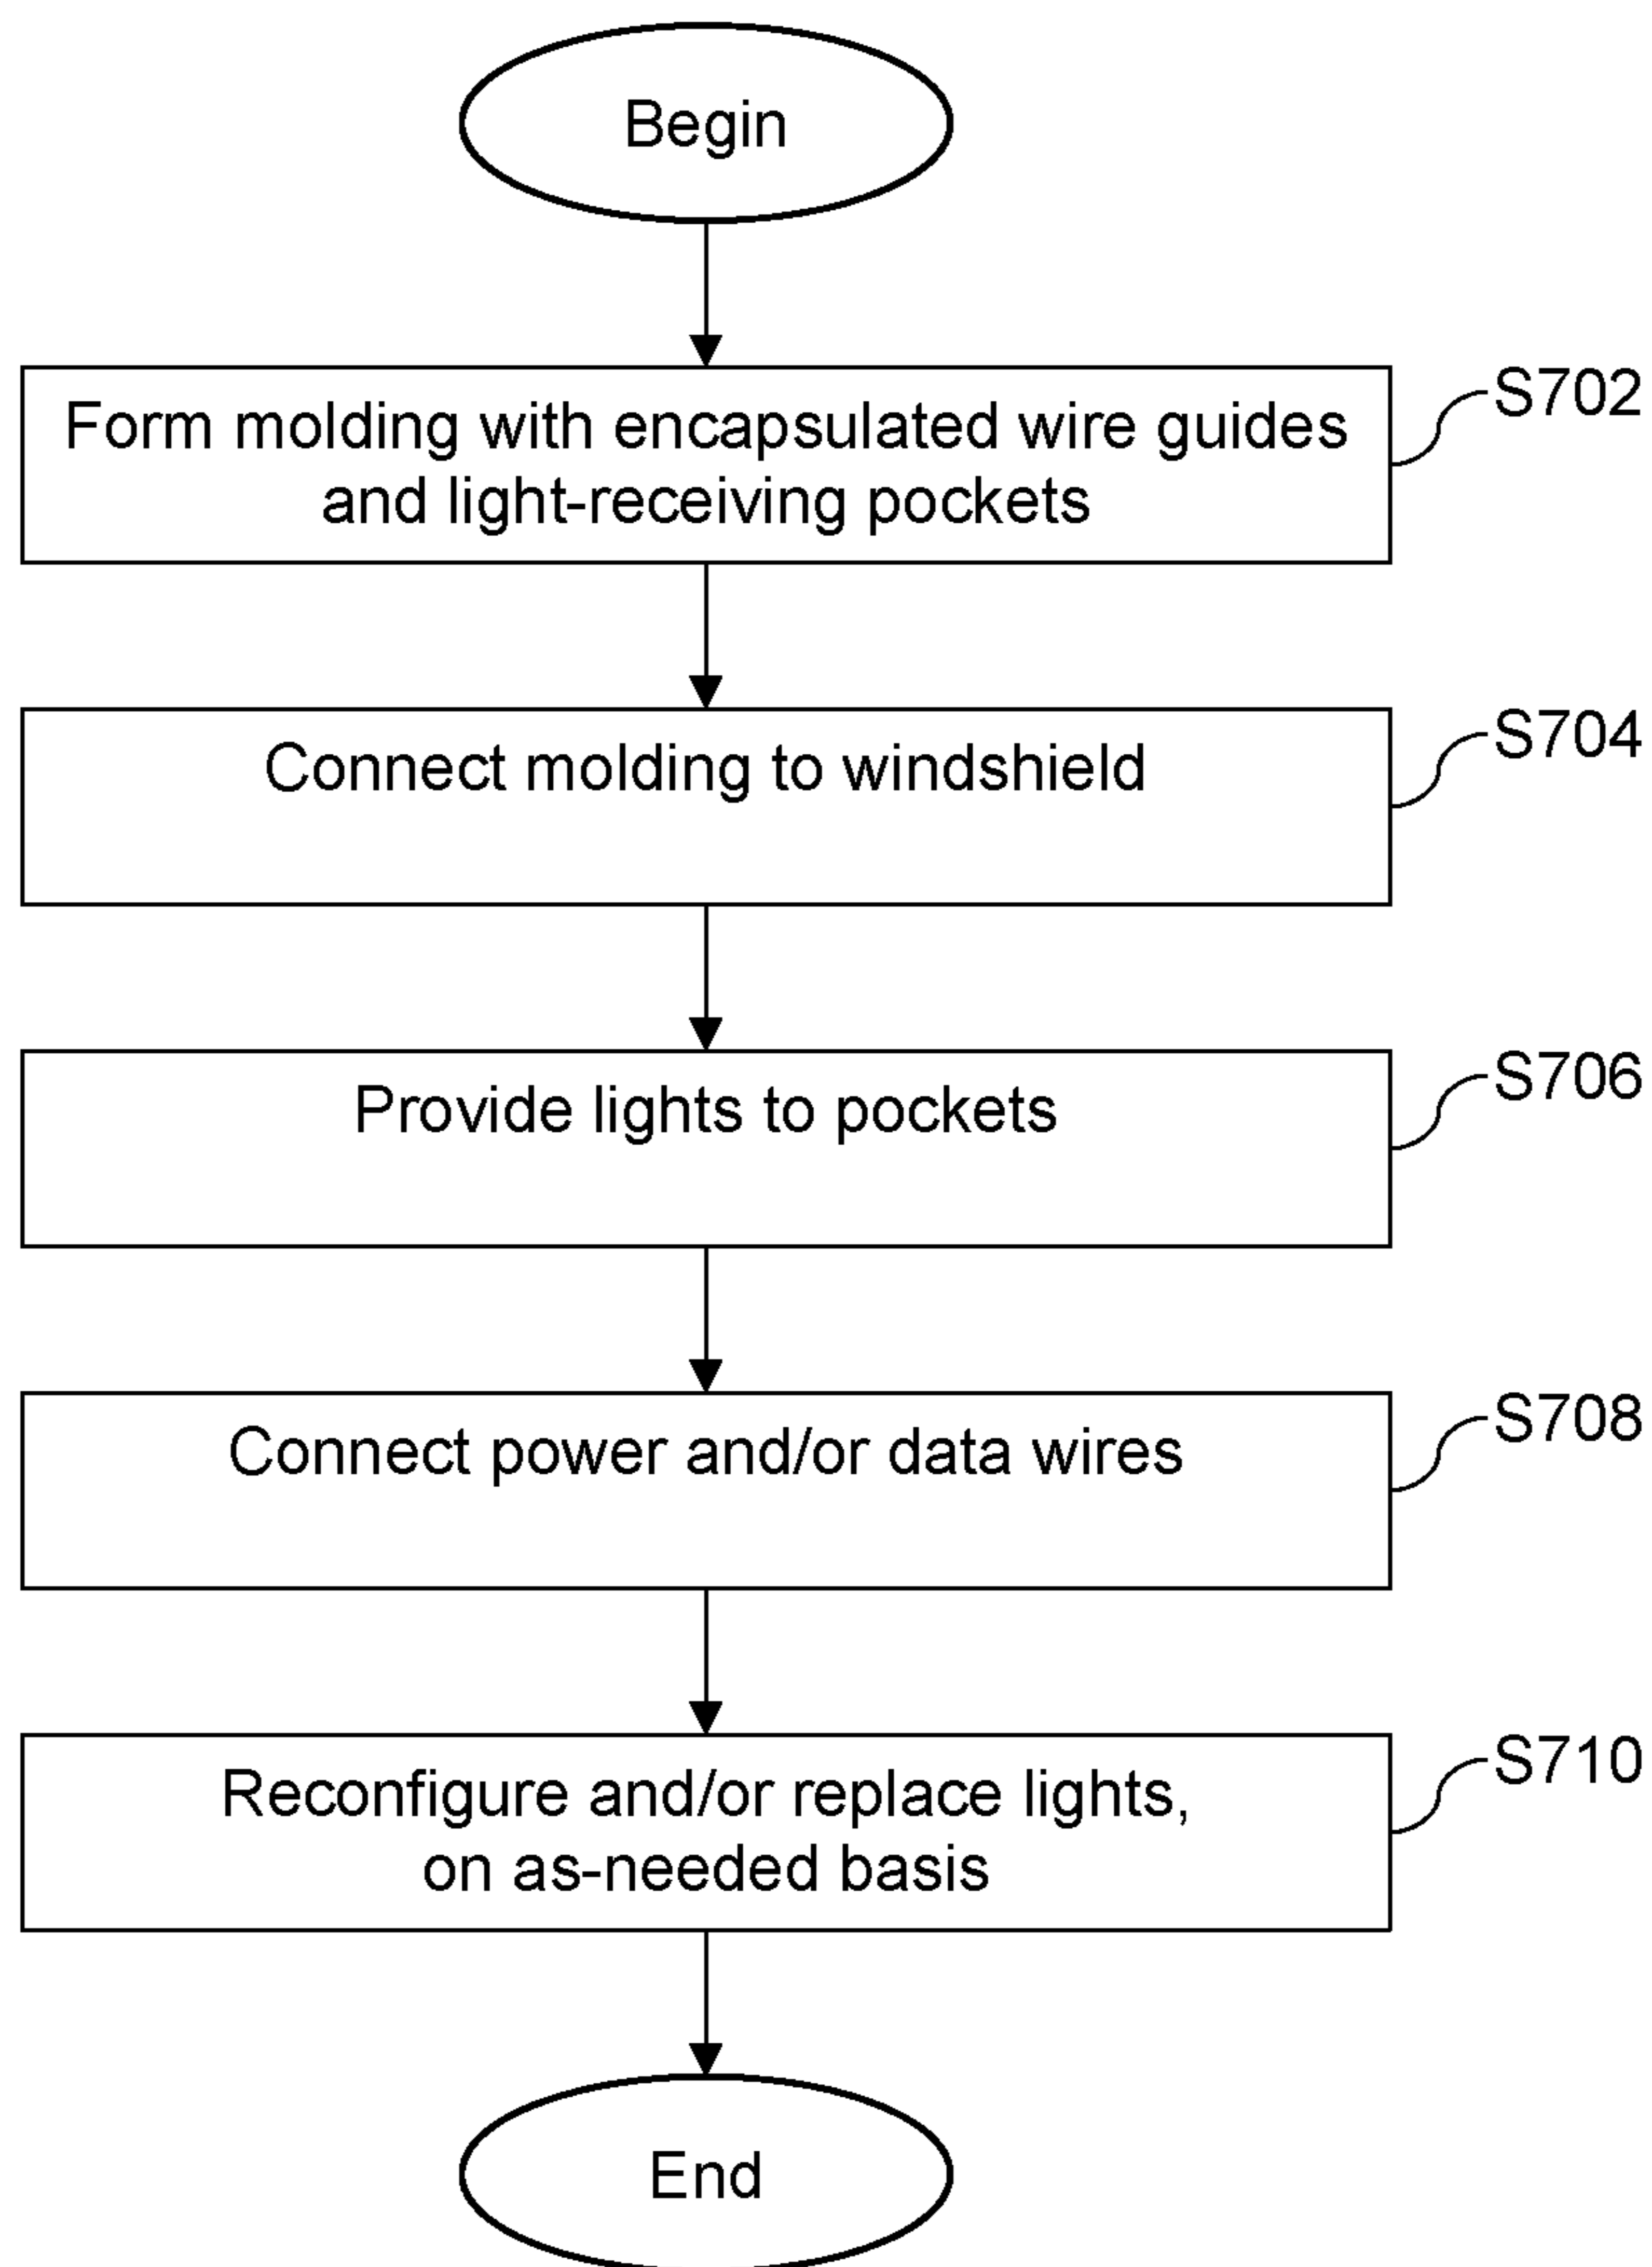 Begin
Form molding with encapsulated wire guides
and light-receiving pockets
S702
Connect molding to windshield
S704
Provide lights to pockets
S706
Connect power and/or data wires
S708
Reconfigure and/or replace lights,
on as-needed basis
S710
End